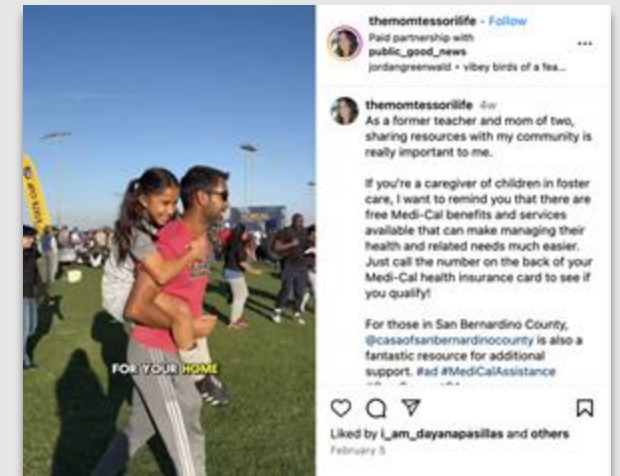 FOR YOUR HOME
themomtessorilife - Follow
Paid partnership with
public_good_news
jordangreenwald • vibey birds of a fea...
themomtessorilife 4w
As a former teacher and mom of two,
sharing resources with my community is
really important to me.
If you're a caregiver of children in foster
care, I want to remind you that there are
free Medi-Cal benefits and services
available that can make managing their
health and related needs much easier.
Just call the number on the back of your
Medi-Cal health insurance card to see if
you qualify!
For those in San Bernardino County,
@casaofsanbernardinocounty is also a
fantastic resource for additional
support. #ad #MediCalAssistance
Liked by i_am_dayanapasillas and others
February 5